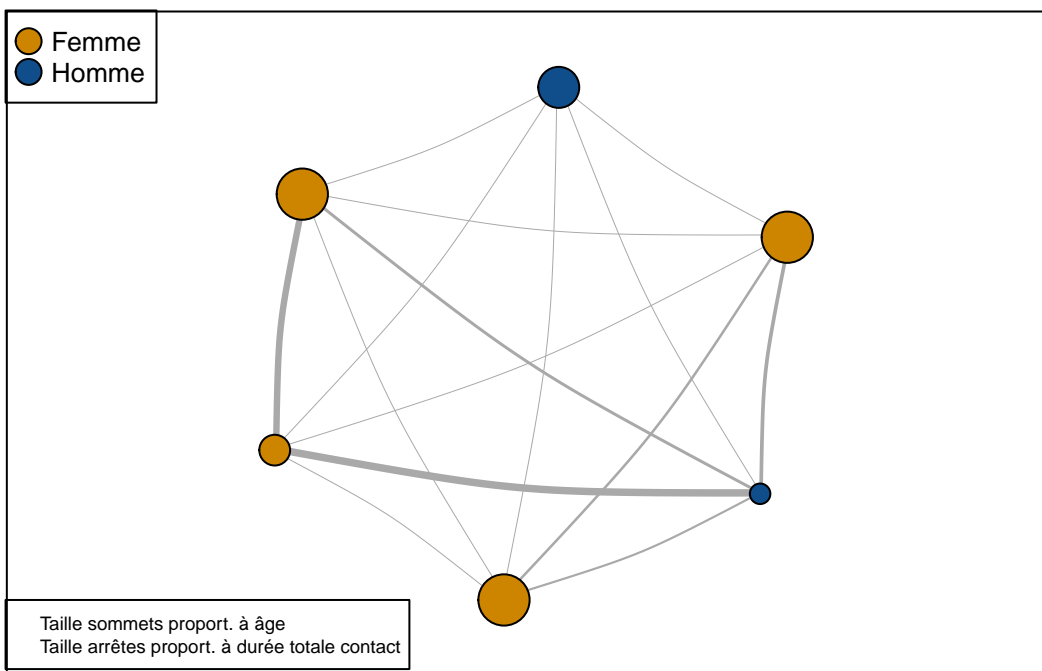 Femme
Homme
Taille sommets proport. à âge
Taille arrêtes proport. à durée totale contact